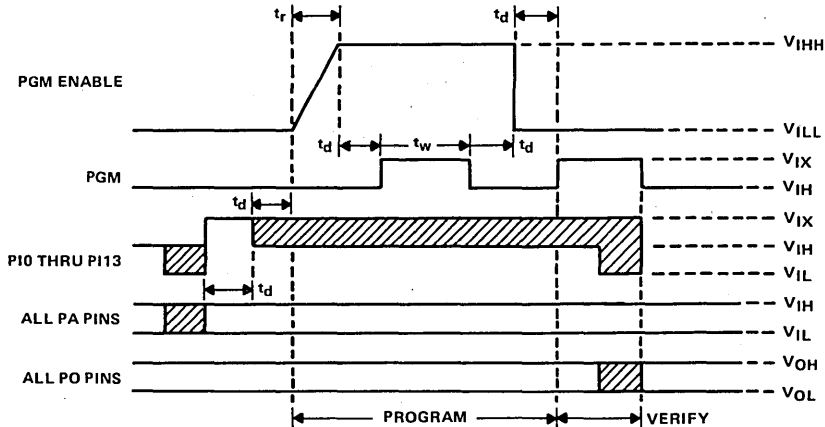 tr
td
VIHH
PGM ENABLE
VILL
td
tw
td
VIX
PGM
VIH
td
VIX
VIH
PI0 THRU PI13
VIL
td
VIH
ALL PA PINS
VIL
VOH
ALL PO PINS
VOL
PROGRAM
VERIFY